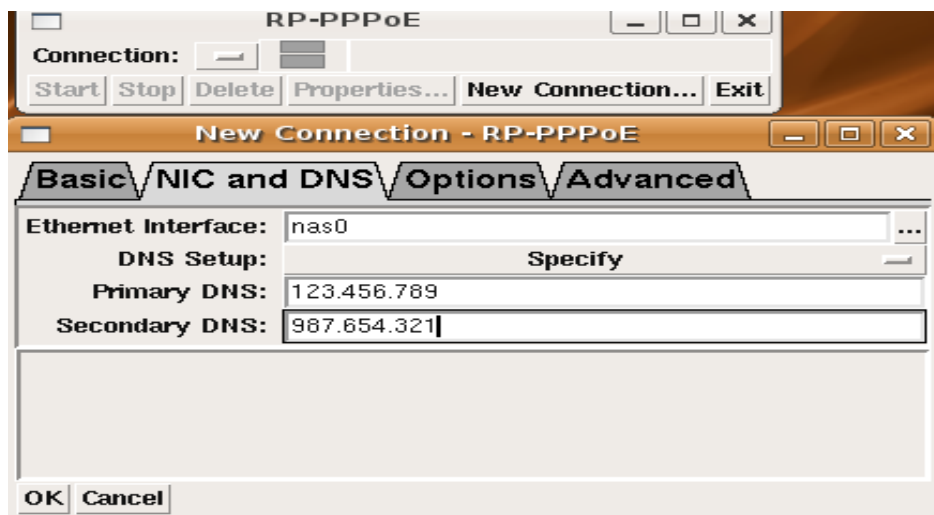 RP-PPPoE
Connection:
Start Stop Delete Properties... New Connection... Exit
New Connection - RP-PPPoE
Basic NIC and DNS Options Advanced
Ethernet Interface: nas0 ...
DNS Setup: Specify
Primary DNS: 123.456.789
Secondary DNS: 987.654.321
OK Cancel